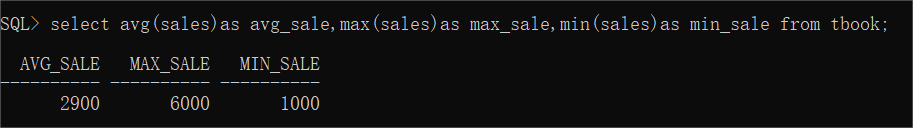 SQL> select avg(sales)as avg_sale,max(sales)as max_sale,min(sales)as min_sale from tbook;
AVG_SALE MAX_SALE MIN_SALE
---------- ---------- ----------
2900 6000 1000